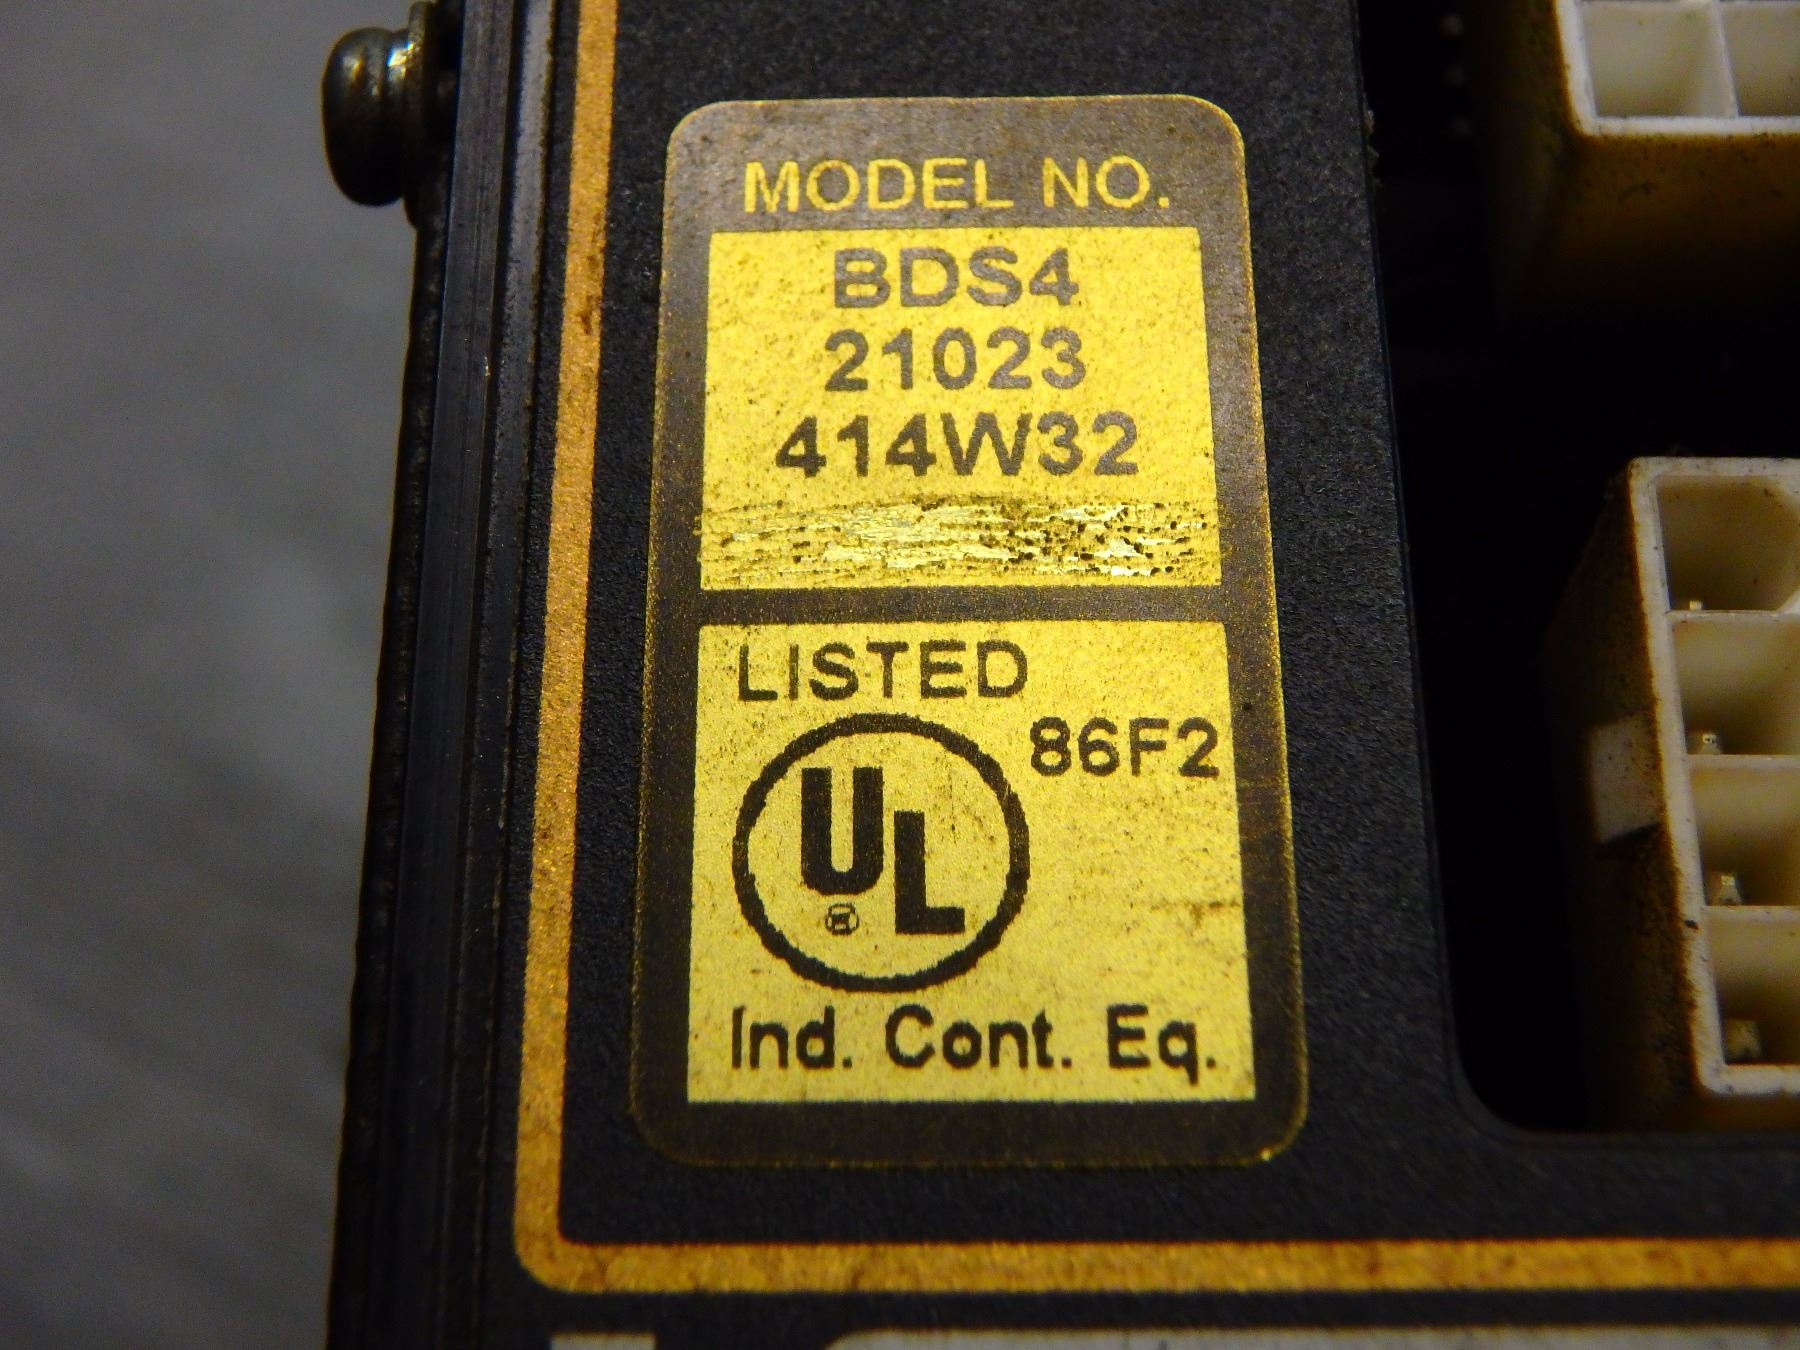 MODEL NO.
BDS4
21023
414W32
LISTED
86F2
UL
®
Ind. Cont. Eq.